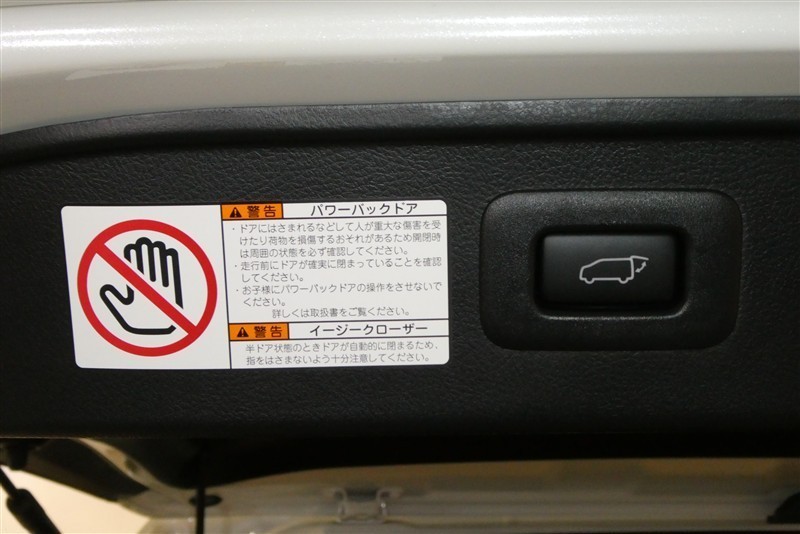 警告 パワーバックドア
・ドアにはさまれるなどして人が重大な傷害を受
けたり荷物を損傷するおそれがあるため開閉時
は周囲の状態を必ず確認してください。
・走行前にドアが確実に閉まっていることを確認
してください。
・お子様にパワーバックドアの操作をさせないで
ください。
詳しくは取扱書をご覧ください。
警告 イージークローザー
半ドア状態のときドアが自動的に閉まるため、
指をはさまないよう十分注意してください。